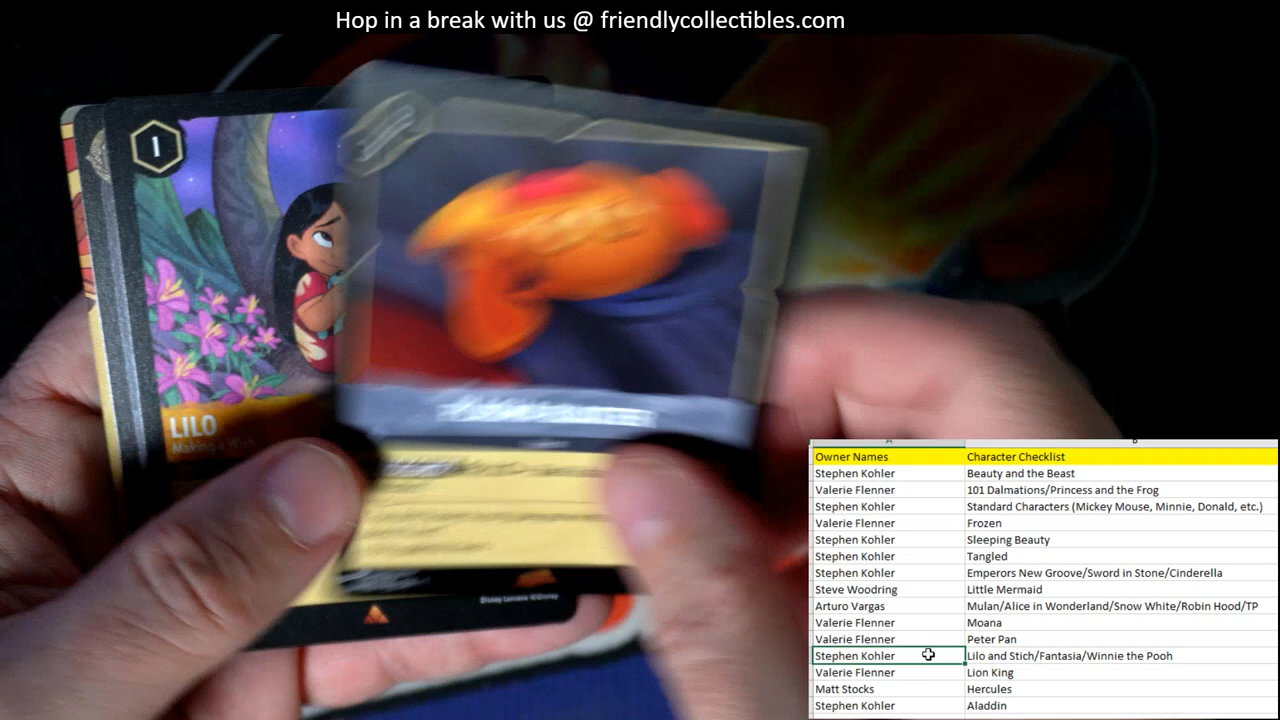 Hop in a break with us @ friendlycollectibles.com
1
LILO
Making a Wish
Disney Lorcana ©Disney
A B
Owner Names Character Checklist
Stephen Kohler Beauty and the Beast
Valerie Flenner 101 Dalmations/Princess and the Frog
Stephen Kohler Standard Characters (Mickey Mouse, Minnie, Donald, etc.)
Valerie Flenner Frozen
Stephen Kohler Sleeping Beauty
Stephen Kohler Tangled
Stephen Kohler Emperors New Groove/Sword in Stone/Cinderella
Steve Woodring Little Mermaid
Arturo Vargas Mulan/Alice in Wonderland/Snow White/Robin Hood/TP
Valerie Flenner Moana
Valerie Flenner Peter Pan
Stephen Kohler Lilo and Stich/Fantasia/Winnie the Pooh
Valerie Flenner Lion King
Matt Stocks Hercules
Stephen Kohler Aladdin